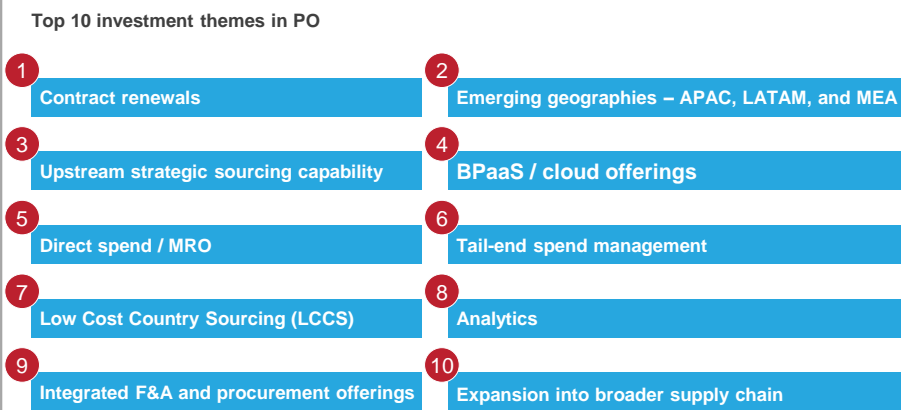 Top 10 investment themes in PO
1
Contract renewals
2
Emerging geographies – APAC, LATAM, and MEA
3
Upstream strategic sourcing capability
4
BPaaS / cloud offerings
5
Direct spend / MRO
6
Tail-end spend management
7
Low Cost Country Sourcing (LCCS)
8
Analytics
9
Integrated F&A and procurement offerings
10
Expansion into broader supply chain